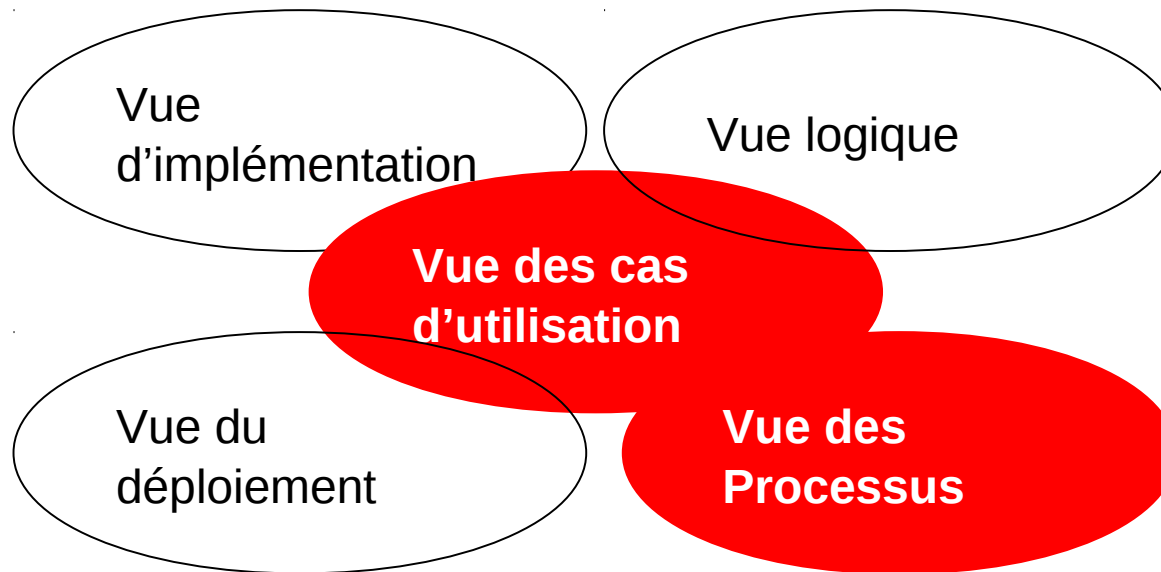 Vue
d’implémentation
Vue logique
Vue des cas
d’utilisation
Vue du
déploiement
Vue des
Processus